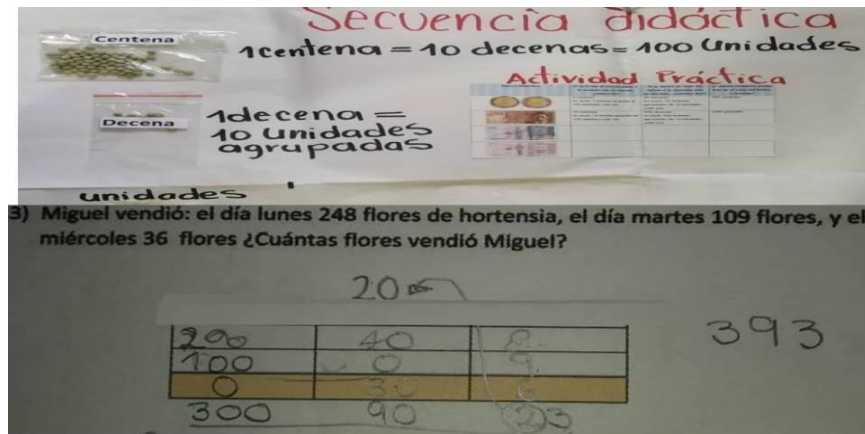 Secuencia didáctica
Centena
1centena = 10 decenas = 100 Unidades
Actividad Práctica
Decena
1decena =
10 Unidades
agrupadas
unidades
3) Miguel vendió: el día lunes 248 flores de hortensia, el día martes 109 flores, y el
miércoles 36 flores ¿Cuántas flores vendió Miguel?
20
393
200 40 8
100 0 9
0 30 6
300 90 23